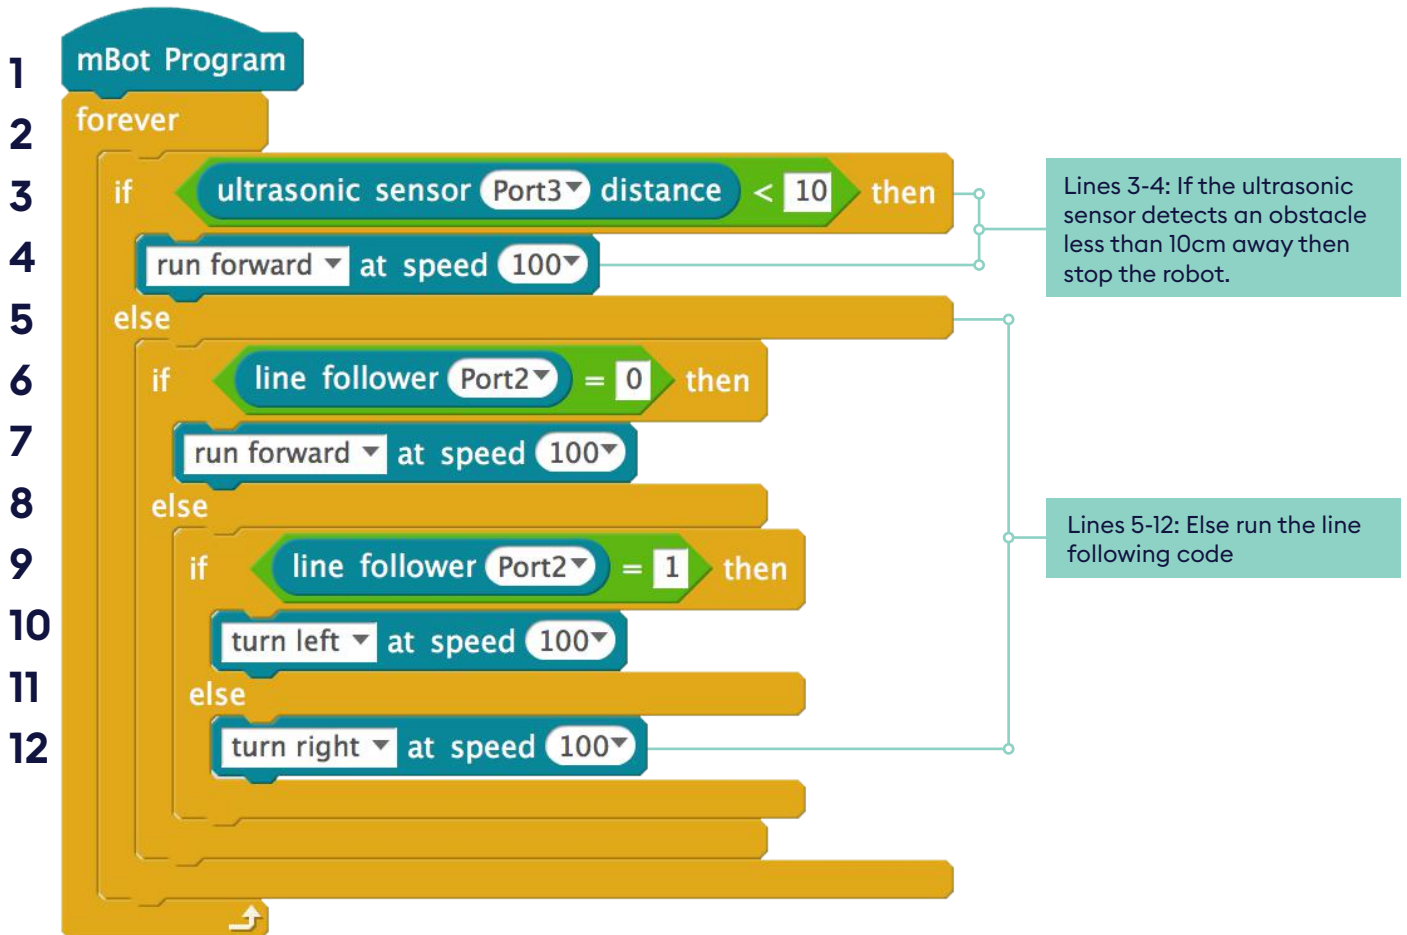 1
mBot Program
2
forever
3
if ultrasonic sensor Port3 distance < 10 then
Lines 3-4: If the ultrasonic
sensor detects an obstacle
less than 10cm away then
stop the robot.
4
run forward at speed 100
5
else
6
if line follower Port2 = 0 then
7
run forward at speed 100
8
else
Lines 5-12: Else run the line
following code
9
if line follower Port2 = 1 then
10
turn left at speed 100
11
else
12
turn right at speed 100